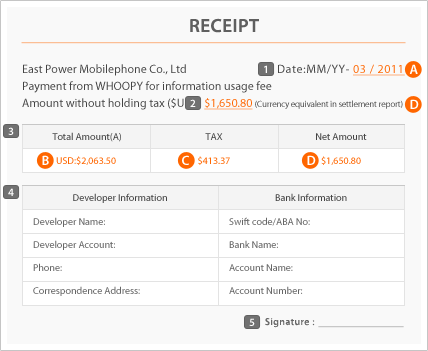 RECEIPT
1 Date:MM/YY- 03 / 2011 A
East Power Mobilephone Co., Ltd
Payment from WHOOPY for information usage fee
Amount without holding tax ($U 2 $1,650.80 (Currency equivalent in settlement report) D
3
Total Amount(A) TAX Net Amount
B USD:$2,063.50 C $413.37 D $1,650.80
4
Developer Information Bank Information
Developer Name: Swift code/ABA No:
Developer Account: Bank Name:
Phone: Account Name:
Correspondence Address: Account Number:
5 Signature :